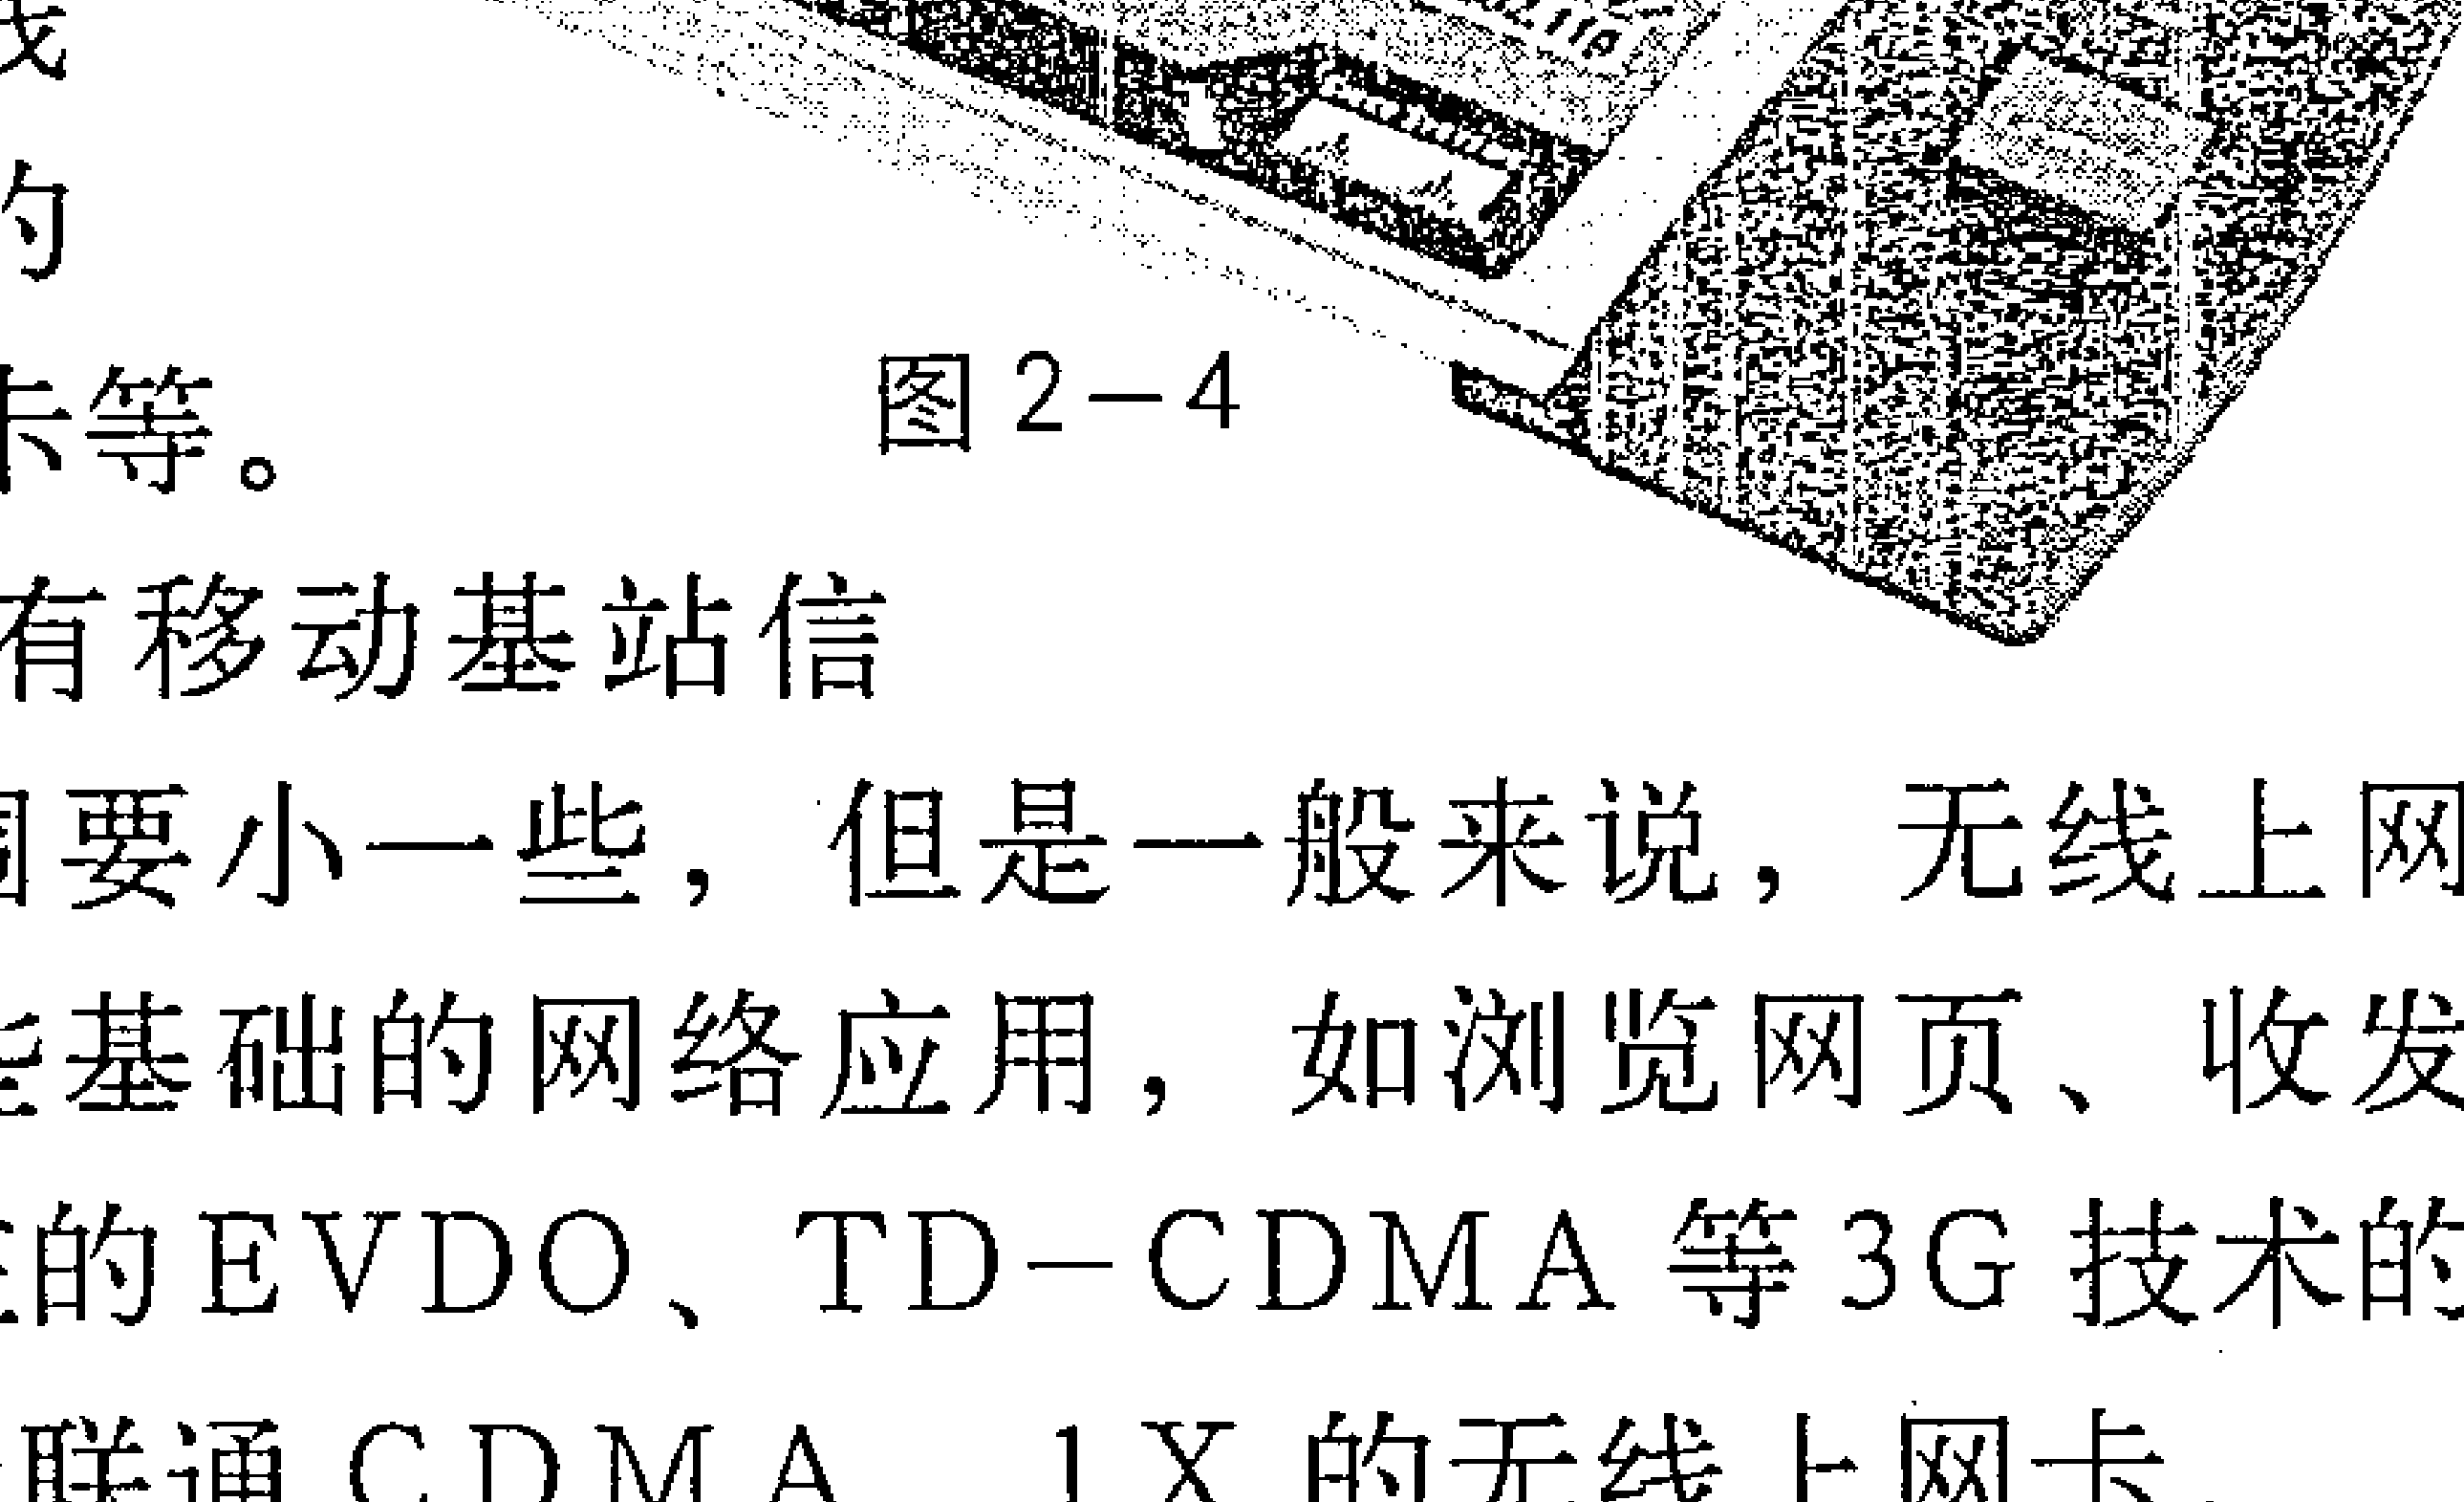 的
卡等。
图2-4
有移动基站信
围要小一些，但是一般来说，无线上网
些基础的网络应用，如浏览网页、收发
的EVDO、TD-CDMA等3G技术的
联通CDMA 1X的无线上网卡